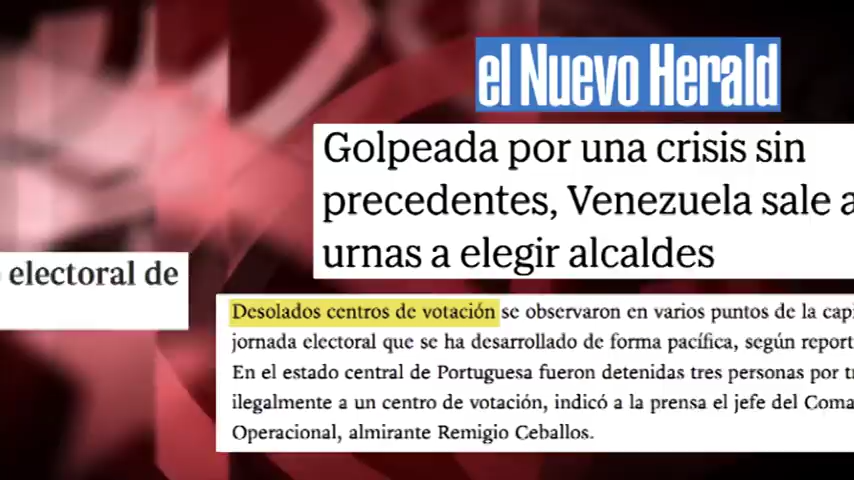 el Nuevo Herald
Golpeada por una crisis sin
precedentes, Venezuela sale a
urnas a elegir alcaldes
electoral de
Desolados centros de votación se observaron en varios puntos de la
jornada electoral que se ha desarrollado de forma pacífica, según
En el estado central de Portuguesa fueron detenidas tres personas por
ilegalmente a un centro de votación, indicó a la prensa el jefe del
Operacional, almirante Remigio Ceballos.